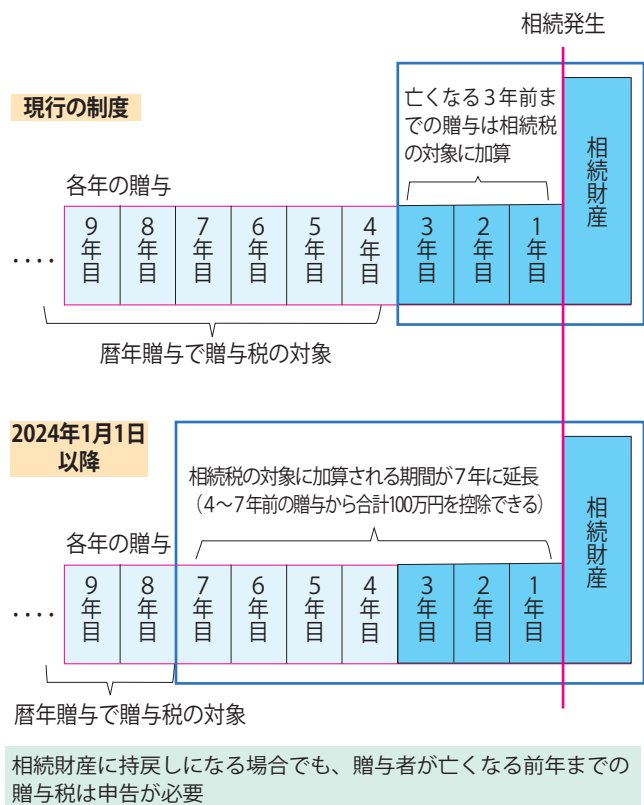 相続発生
現行の制度
亡くなる3年前ま
での贈与は相続税
の対象に加算
相続財産
各年の贈与
‥‥
9年目
8年目
7年目
6年目
5年目
4年目
3年目
2年目
1年目
暦年贈与で贈与税の対象
2024年1月1日
以降
相続税の対象に加算される期間が7年に延長
（4～7年前の贈与から合計100万円を控除できる）
相続財産
各年の贈与
‥‥
9年目
8年目
7年目
6年目
5年目
4年目
3年目
2年目
1年目
暦年贈与で贈与税の対象
相続財産に持戻しになる場合でも、贈与者が亡くなる前年までの
贈与税は申告が必要